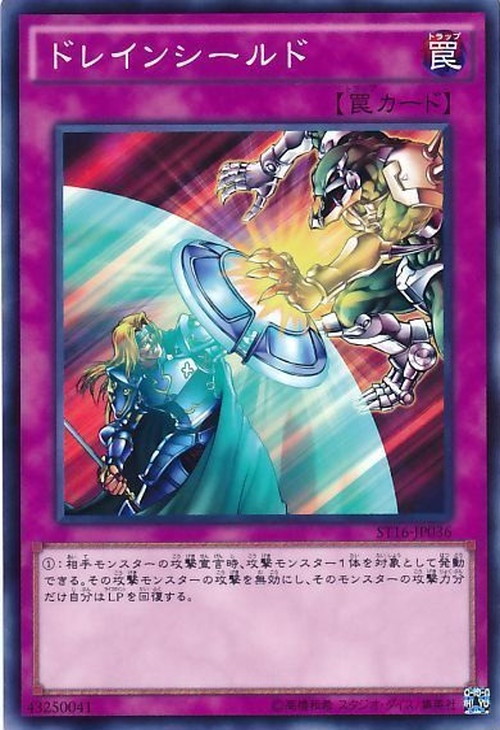 ドレインシールド
トラップ
罠
【罠カード】
ST16-JP036
①:相手モンスターの攻撃宣言時、攻撃モンスター1体を対象として発動
できる。その攻撃モンスターの攻撃を無効にし、そのモンスターの攻撃力分
だけ自分はLPを回復する。
43250041
©高橋和希 スタジオ・ダイス/集英社